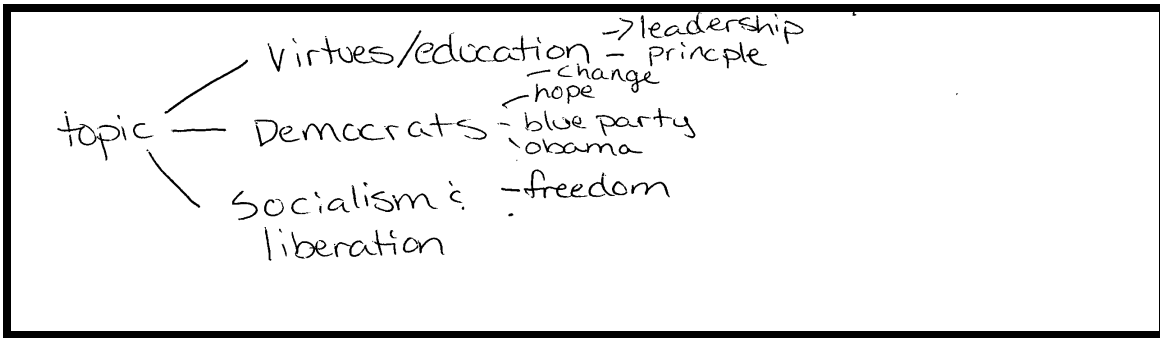 Virtues/education → leadership
- princple
- change
- hope
topic — Democrats - blue party
- obama
Socialism & - freedom
liberation